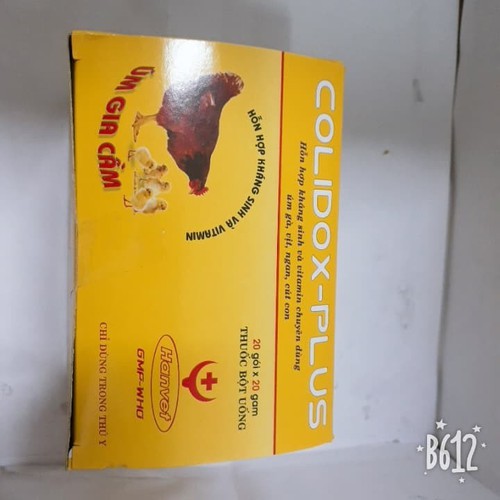 COLIDOX-PLUS
Hỗn hợp kháng sinh và vitamin chuyên dùng
úm gà, vịt, ngan, cút con
HỖN HỢP KHÁNG SINH VÀ VITAMIN
ÚM GIA CẦM
20 gói x 20 gam
THUỐC BỘT UỐNG
Hanvet
GMP-WHO
CHỈ DÙNG TRONG THÚ Y
B612